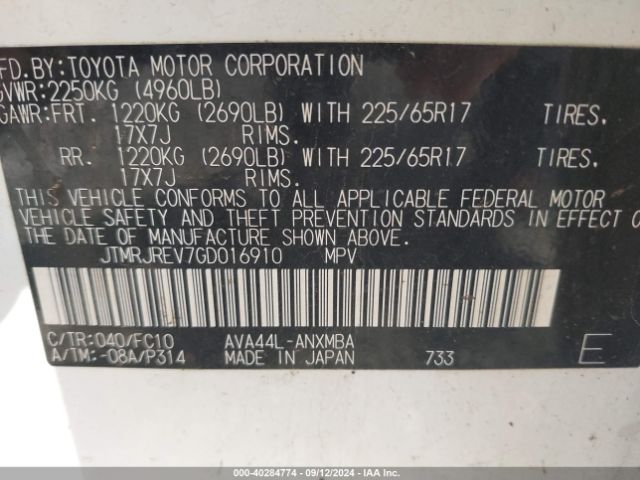 FD.BY:TOYOTA MOTOR CORPORATION
GVWR:2250KG (4960LB)
GAWR:FRT. 1220KG (2690LB) WITH 225/65R17 TIRES,
17X7J RIMS.
RR. 1220KG (2690LB) WITH 225/65R17 TIRES,
17X7J RIMS.
THIS VEHICLE CONFORMS TO ALL APPLICABLE FEDERAL MOTOR
VEHICLE SAFETY AND THEFT PREVENTION STANDARDS IN EFFECT O
THE DATE OF MANUFACTURE SHOWN ABOVE.
JTMRJREV7GD016910 MPV
C/TR:040/FC10 AVA44L-ANXMBA
A/TM:-08A/P314 MADE IN JAPAN 733 E
000-40284774 - 09/12/2024 - IAA Inc.